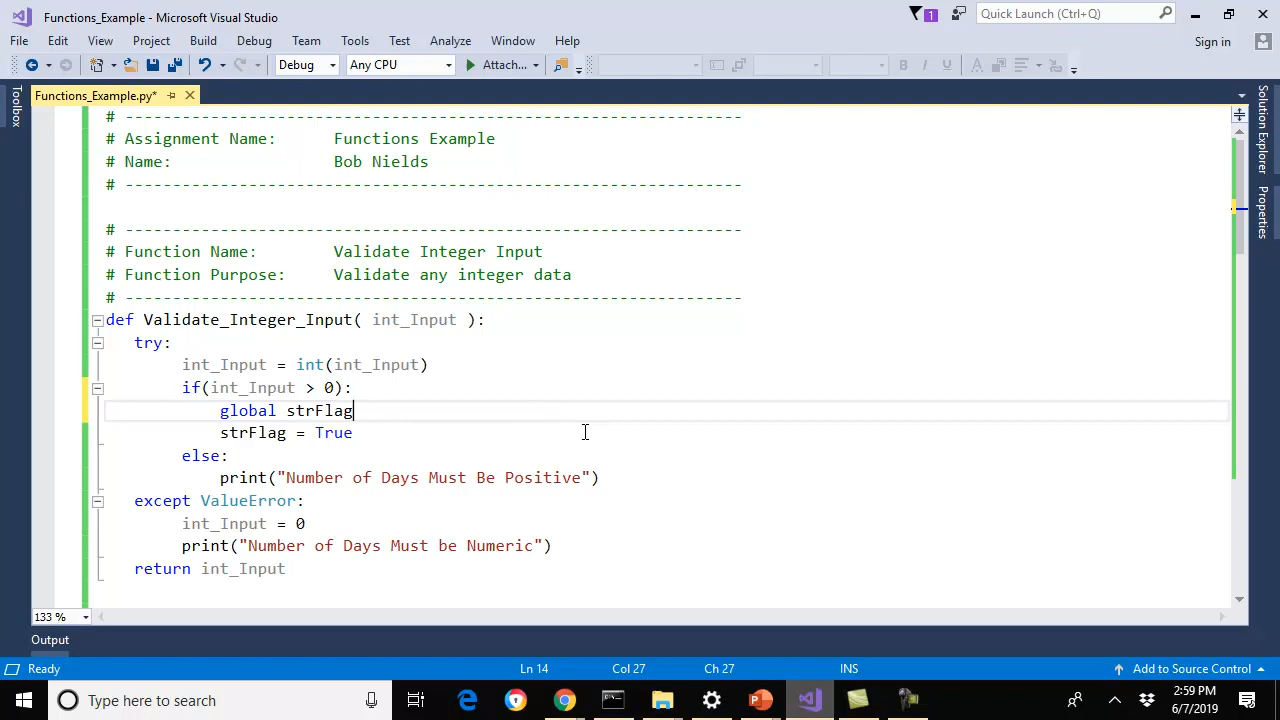 Functions_Example - Microsoft Visual Studio
1
Quick Launch (Ctrl+Q)
File Edit View Project Build Debug Team Tools Test Analyze Window Help
Sign in
Debug Any CPU Attach...
Functions_Example.py*
Toolbox
Solution Explorer
Properties
# -----------------------------------------------------------------
# Assignment Name: Functions Example
# Name: Bob Nields
# -----------------------------------------------------------------
# -----------------------------------------------------------------
# Function Name: Validate Integer Input
# Function Purpose: Validate any integer data
# -----------------------------------------------------------------
def Validate_Integer_Input( int_Input ):
try:
int_Input = int(int_Input)
if(int_Input > 0):
global strFlag
strFlag = True
else:
print("Number of Days Must Be Positive")
except ValueError:
int_Input = 0
print("Number of Days Must be Numeric")
return int_Input
133 %
Output
Ready Ln 14 Col 27 Ch 27 INS Add to Source Control
Type here to search
2:59 PM
6/7/2019